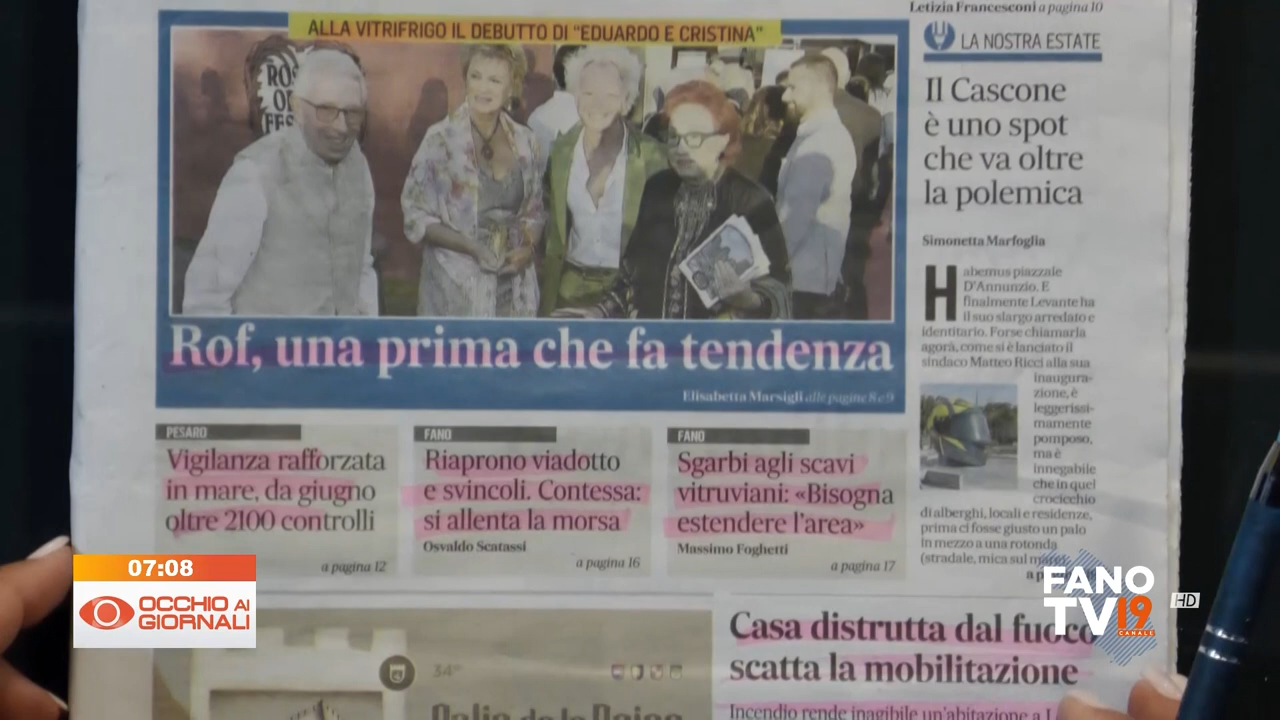 Letizia Francesconi a pagina 10
ALLA VITRIFRIGO IL DEBUTTO DI "EDUARDO E CRISTINA"
Rof, una prima che fa tendenza
Elisabetta Marsigli alle pagine 8 e 9
LA NOSTRA ESTATE
Il Cascone
è uno spot
che va oltre
la polemica
Simonetta Marfoglia
Habemus piazzale
D'Annunzio. E
finalmente Levante ha
il suo slargo arredato e
identitario. Forse chiamarla
agorà, come si è lanciato il
sindaco Matteo Ricci alla sua
inaugura-
zione, è
leggerissi-
mamente
pomposo,
ma è
innegabile
che in quel
crocicchio
di alberghi, locali e residenze,
prima ci fosse giusto un palo
in mezzo a una rotonda
(stradale, mica sul
PESARO
Vigilanza rafforzata
in mare, da giugno
oltre 2100 controlli
a pagina 12
FANO
Riaprono viadotto
e svincoli. Contessa:
si allenta la morsa
Osvaldo Scatassi
a pagina 16
FANO
Sgarbi agli scavi
vitruviani: «Bisogna
estendere l'area»
Massimo Foghetti
a pagina 17
Casa distrutta dal fuoco
scatta la mobilitazione
Incendio rende inagibile un'abitazione a
34
07:08
OCCHIO AI
GIORNALI
FANO
TV19
CANALE
HD